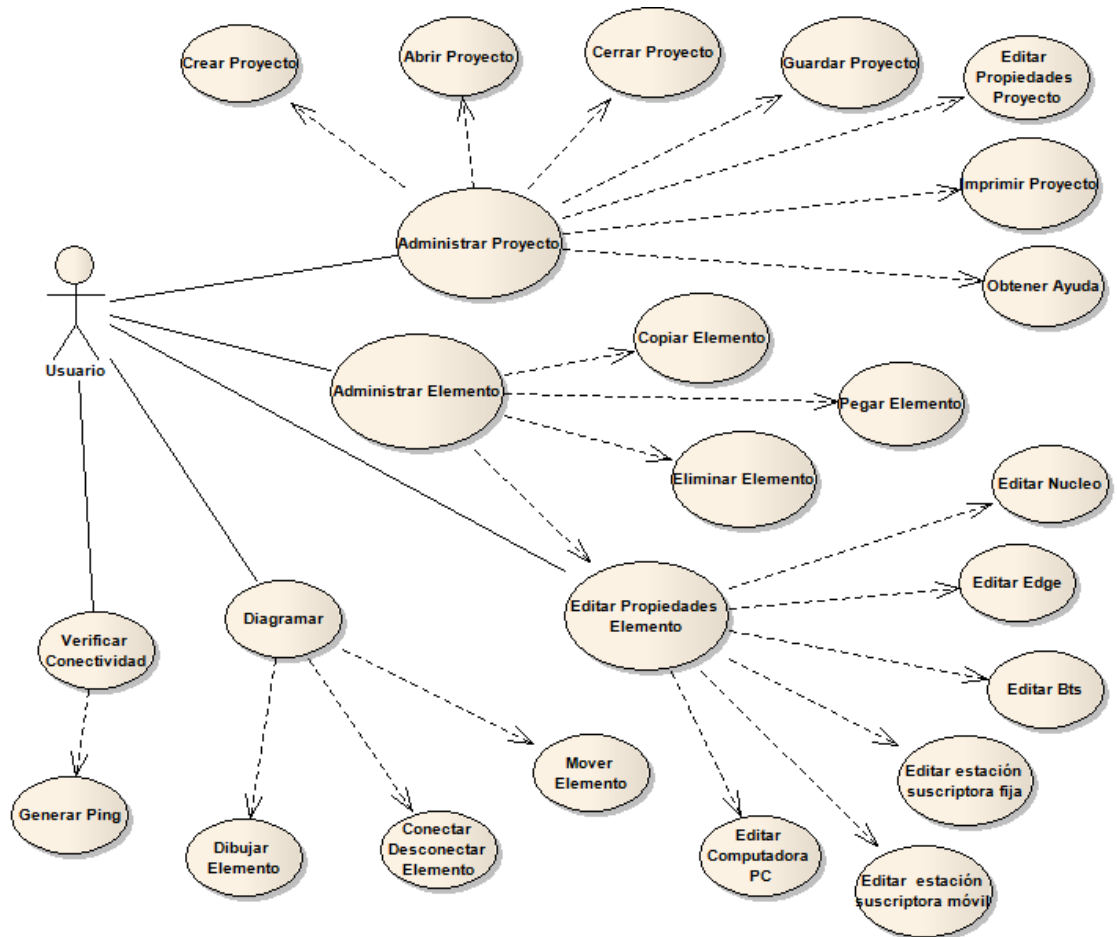 Crear Proyecto
Abrir Proyecto
Cerrar Proyecto
Guardar Proyecto
Editar
Propiedades
Proyecto
Imprimir Proyecto
Administrar Proyecto
Obtener Ayuda
Usuario
Copiar Elemento
Administrar Elemento
Pegar Elemento
Eliminar Elemento
Editar Nucleo
Editar Edge
Editar Propiedades
Elemento
Diagramar
Verificar
Conectividad
Editar Bts
Mover
Elemento
Editar estación
suscriptora fija
Generar Ping
Dibujar
Elemento
Conectar
Desconectar
Elemento
Editar
Computadora
PC
Editar estación
suscriptora móvil